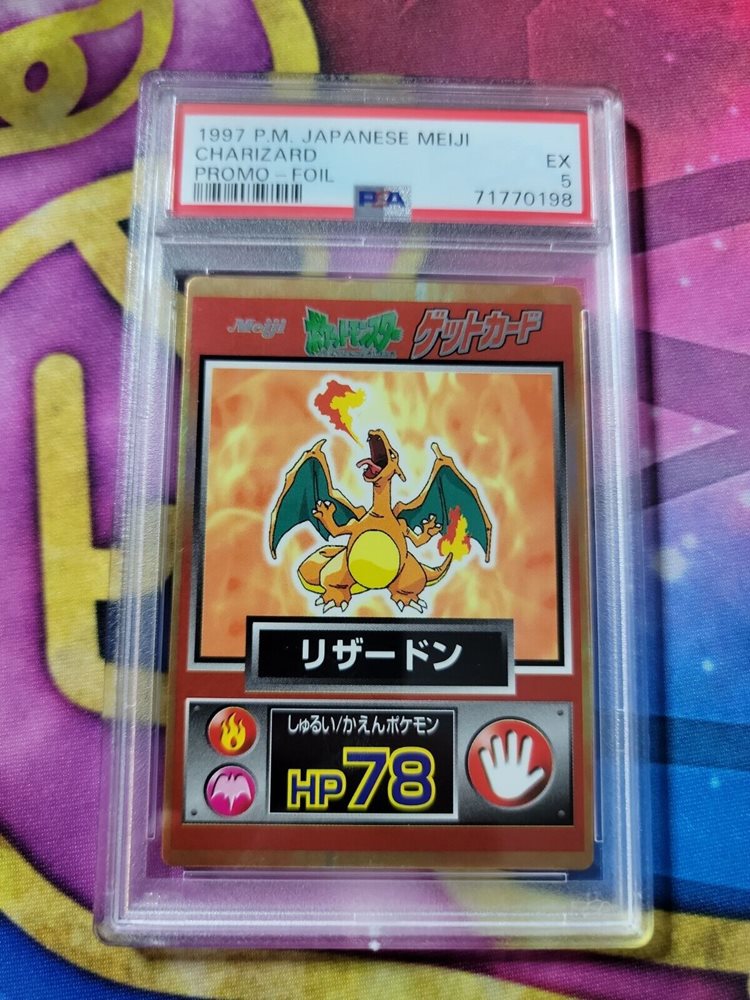 1997 P.M. JAPANESE MEIJI
CHARIZARD
EX
PROMO - FOIL
5
PSA
71770198
Meiji
ポケットモンスター
ゲットカード
リザードン
しゅるい/かえんポケモン
HP78